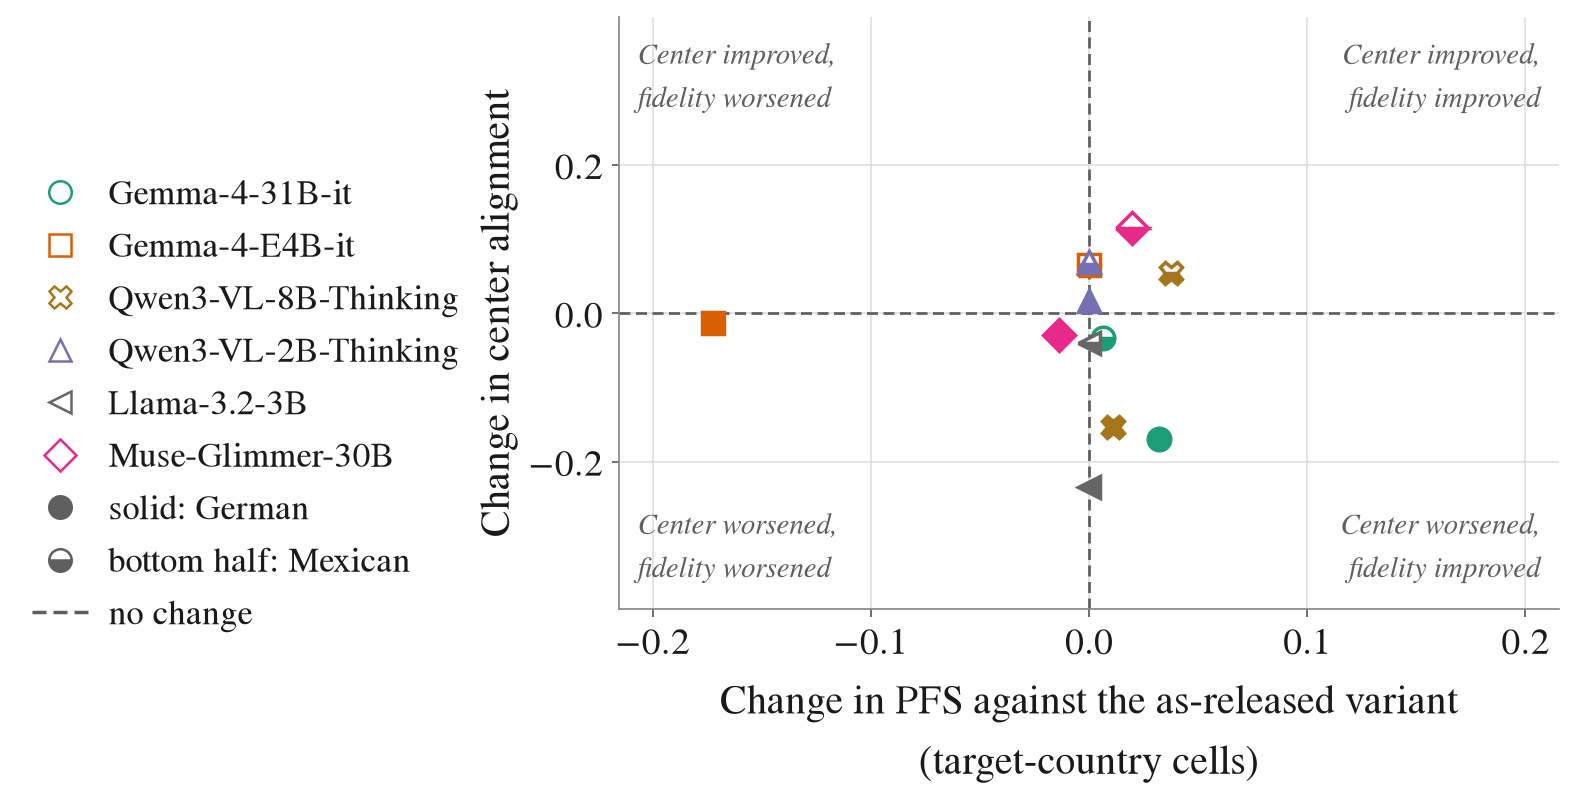 Gemma-4-31B-it
Gemma-4-E4B-it
Qwen3-VL-8B-Thinking
Qwen3-VL-2B-Thinking
Llama-3.2-3B
Muse-Glimmer-30B
solid: German
bottom half: Mexican
no change
Change in center alignment
0.2
0.0
−0.2
Center improved,
fidelity worsened
Center improved,
fidelity improved
Center worsened,
fidelity worsened
Center worsened,
fidelity improved
−0.2
−0.1
0.0
0.1
0.2
Change in PFS against the as-released variant
(target-country cells)